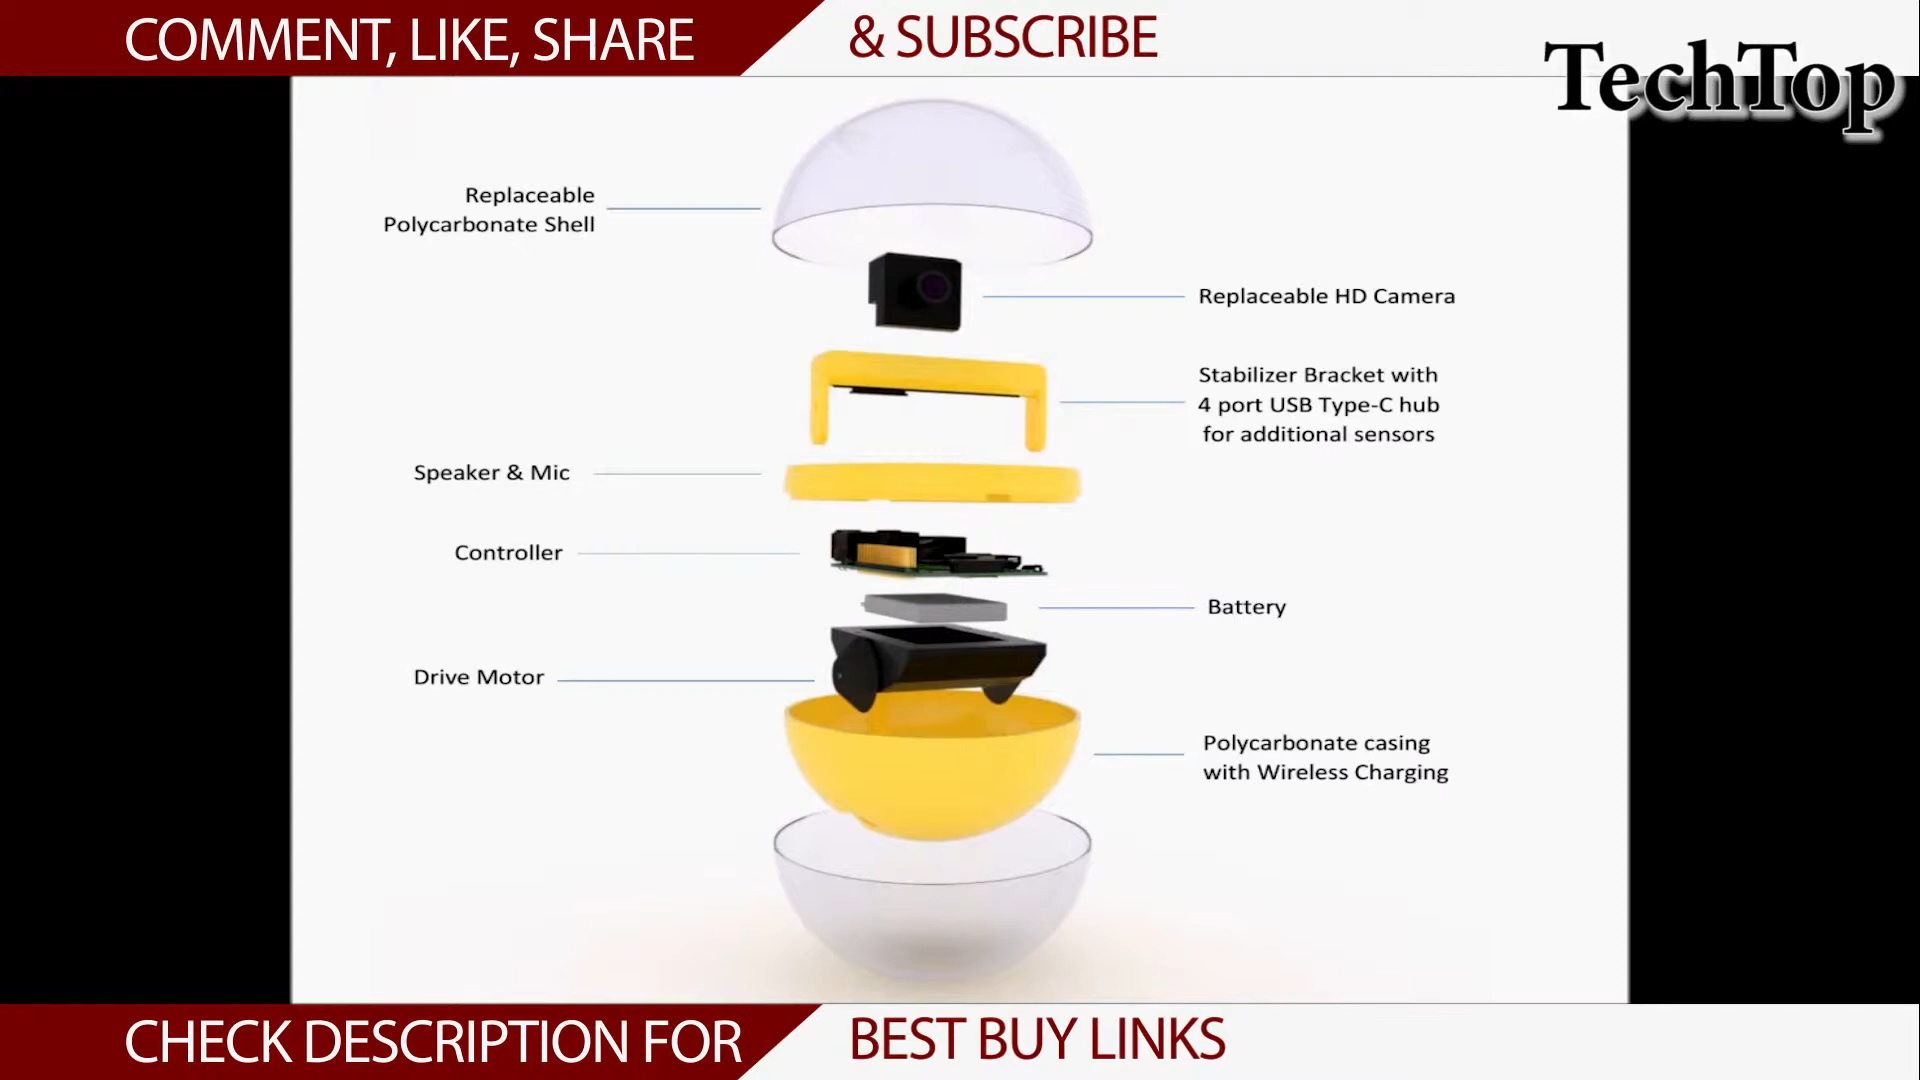 COMMENT, LIKE, SHARE & SUBSCRIBE
TechTop
Replaceable
Polycarbonate Shell
Replaceable HD Camera
Stabilizer Bracket with
4 port USB Type-C hub
for additional sensors
Speaker & Mic
Controller
Battery
Drive Motor
Polycarbonate casing
with Wireless Charging
CHECK DESCRIPTION FOR BEST BUY LINKS